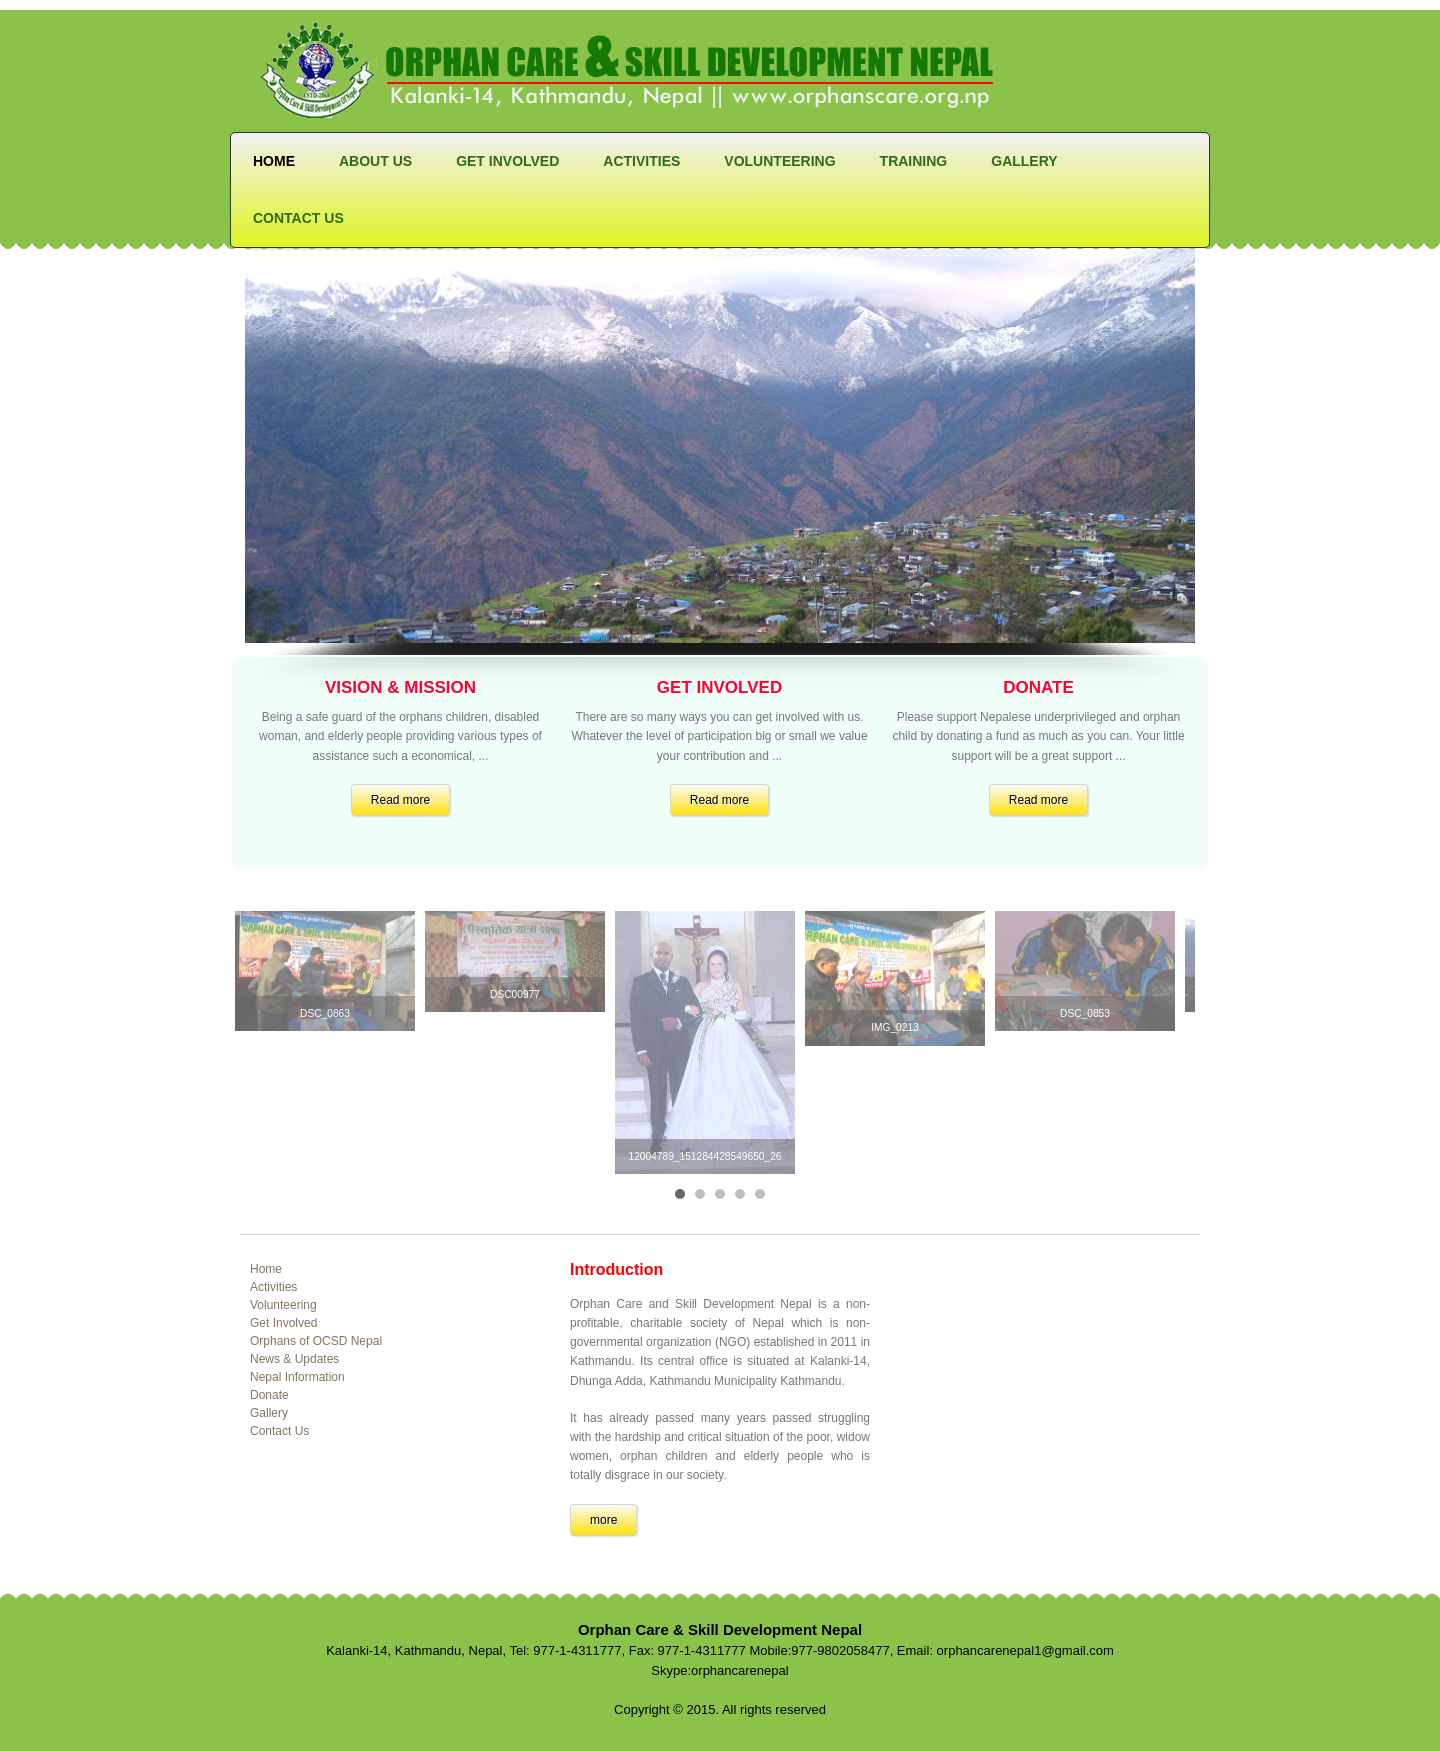 ORPHAN CARE & SKILL DEVELOPMENT NEPAL
Kalanki-14, Kathmandu, Nepal || www.orphanscare.org.np
HOME ABOUT US GET INVOLVED ACTIVITIES VOLUNTEERING TRAINING GALLERY
CONTACT US
VISION & MISSION
Being a safe guard of the orphans children, disabled
woman, and elderly people providing various types of
assistance such a economical, ...
Read more
GET INVOLVED
There are so many ways you can get involved with us.
Whatever the level of participation big or small we value
your contribution and ...
Read more
DONATE
Please support Nepalese underprivileged and orphan
child by donating a fund as much as you can. Your little
support will be a great support ...
Read more
ORPHAN CARE & SKILL DEVELOPMENT NEPAL
DSC_0863
DSC00977
12004789_151284428549650_26
ORPHAN CARE & SKILL DEVELOPMENT
IMG_0213
DSC_0853
Home
Activities
Volunteering
Get Involved
Orphans of OCSD Nepal
News & Updates
Nepal Information
Donate
Gallery
Contact Us
Introduction
Orphan Care and Skill Development Nepal is a non-
profitable, charitable society of Nepal which is non-
governmental organization (NGO) established in 2011 in
Kathmandu. Its central office is situated at Kalanki-14,
Dhunga Adda, Kathmandu Municipality Kathmandu.
It has already passed many years passed struggling
with the hardship and critical situation of the poor, widow
women, orphan children and elderly people who is
totally disgrace in our society.
more
Orphan Care & Skill Development Nepal
Kalanki-14, Kathmandu, Nepal, Tel: 977-1-4311777, Fax: 977-1-4311777 Mobile:977-9802058477, Email: orphancarenepal1@gmail.com
Skype:orphancarenepal
Copyright © 2015. All rights reserved